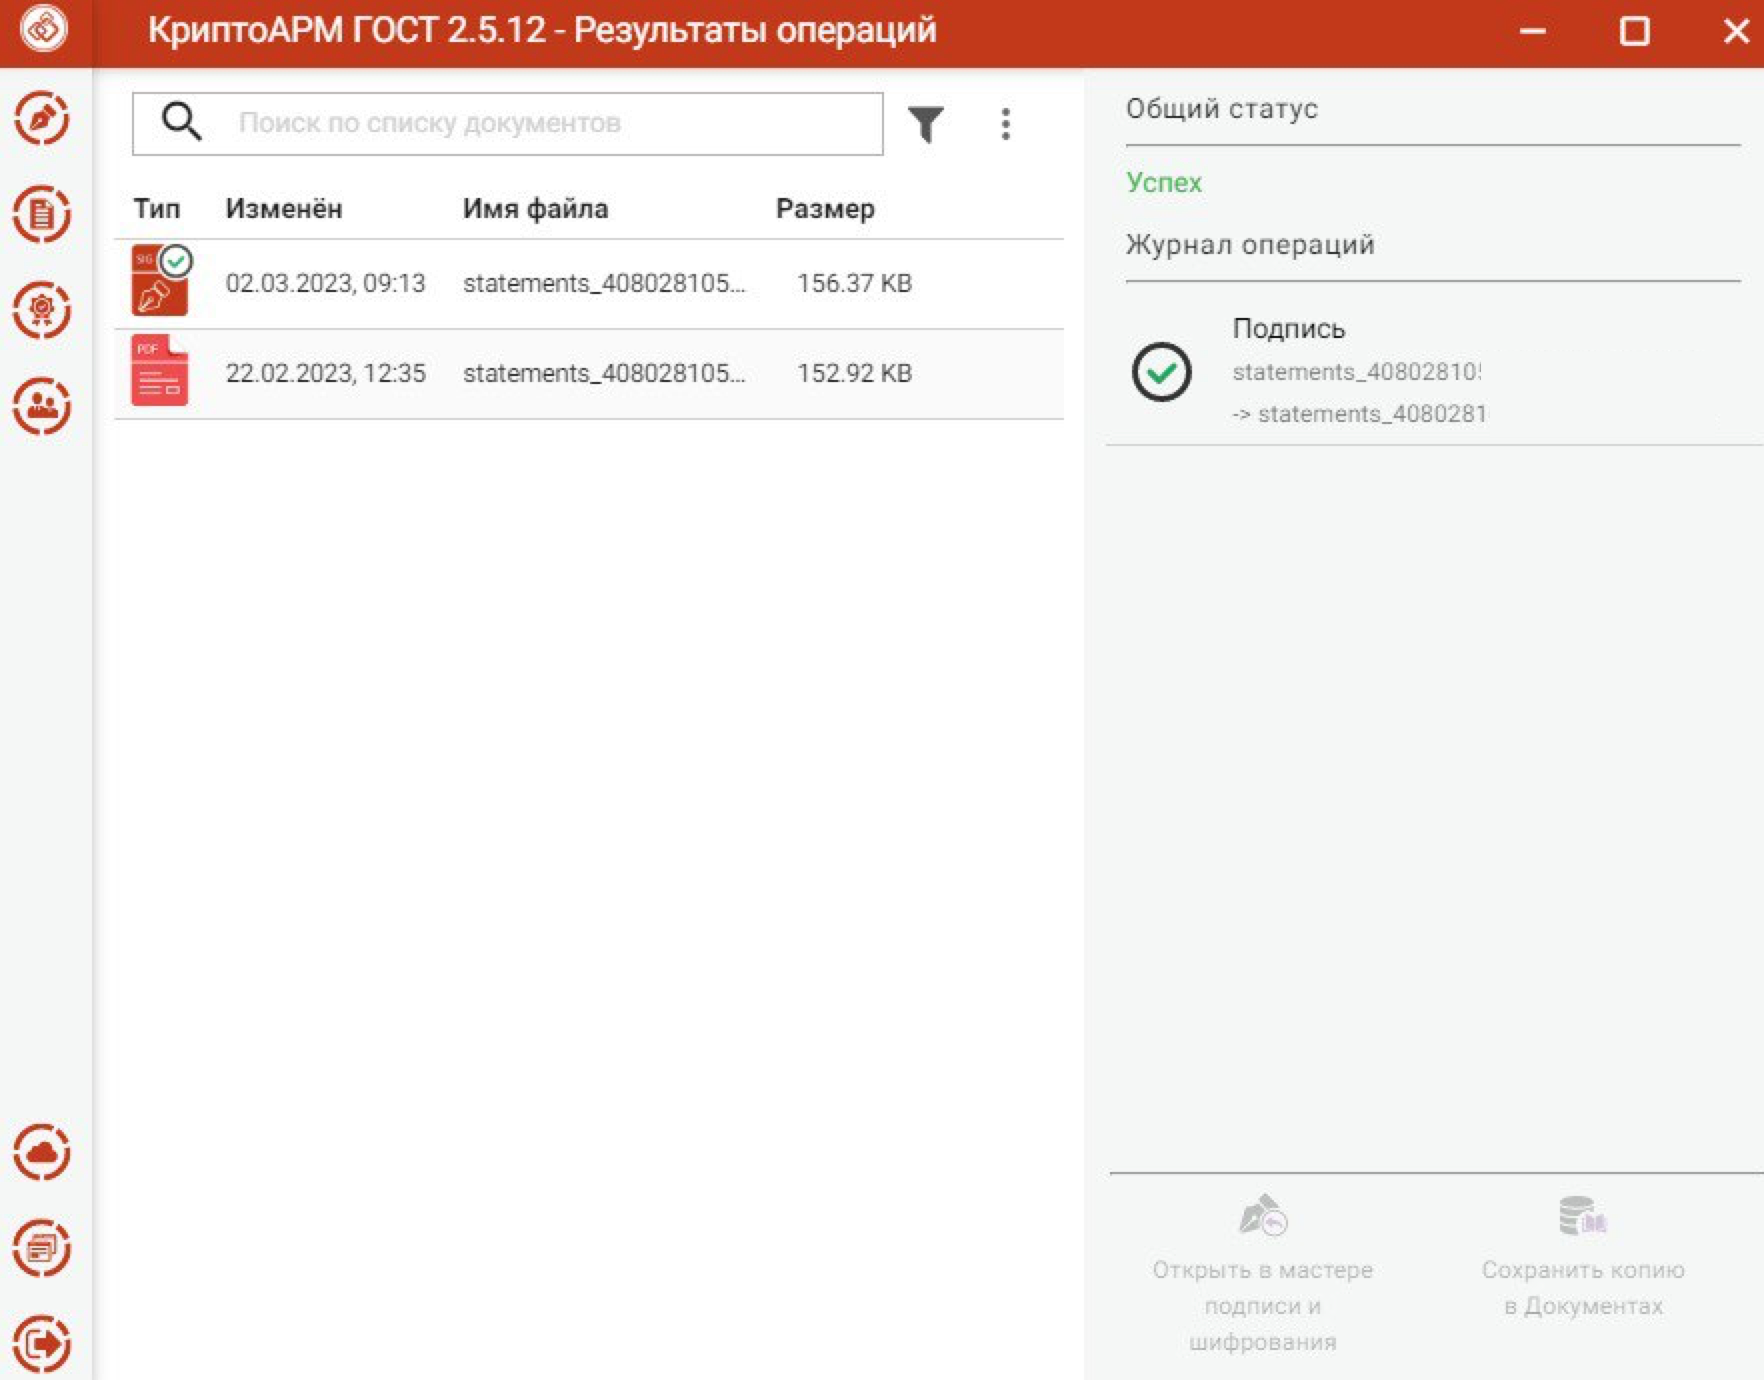 КриптоАРМ ГОСТ 2.5.12 - Результаты операций
Поиск по списку документов
Тип Изменён Имя файла Размер
SIG
02.03.2023, 09:13 statements_408028105... 156.37 KB
PDF
22.02.2023, 12:35 statements_408028105... 152.92 KB
Общий статус
Успех
Журнал операций
Подпись
statements_40802810
-> statements_4080281
Открыть в мастере
подписи и
шифрования
Сохранить копию
в Документах